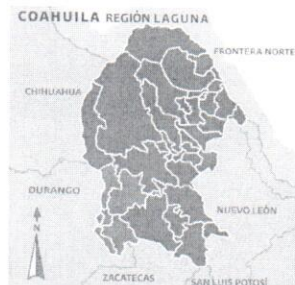 COAHUILA REGIÓN LAGUNA
FRONTERA NORTE
CHIHUAHUA
DURANGO
NUEVO LEÓN
N
ZACATECAS
SAN LUIS POTOSÍ